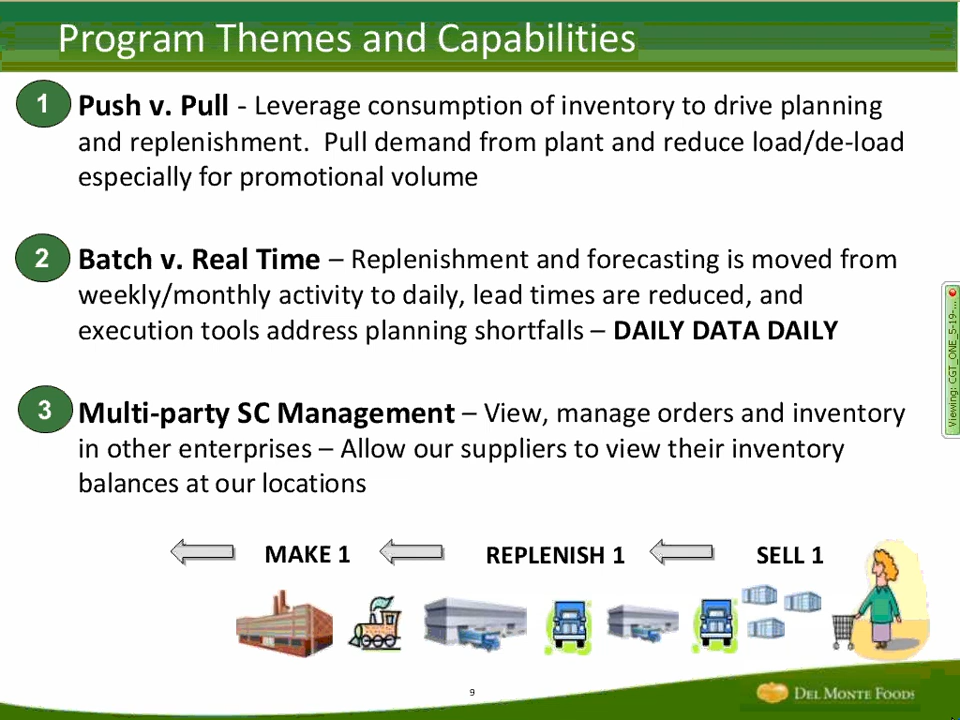 Program Themes and Capabilities
1
Push v. Pull - Leverage consumption of inventory to drive planning
and replenishment. Pull demand from plant and reduce load/de-load
especially for promotional volume
2
Batch v. Real Time – Replenishment and forecasting is moved from
weekly/monthly activity to daily, lead times are reduced, and
execution tools address planning shortfalls – DAILY DATA DAILY
3
Multi-party SC Management – View, manage orders and inventory
in other enterprises – Allow our suppliers to view their inventory
balances at our locations
MAKE 1
REPLENISH 1
SELL 1
Viewing: CGT_ONE_5-19-...
9
DEL MONTE FOODS